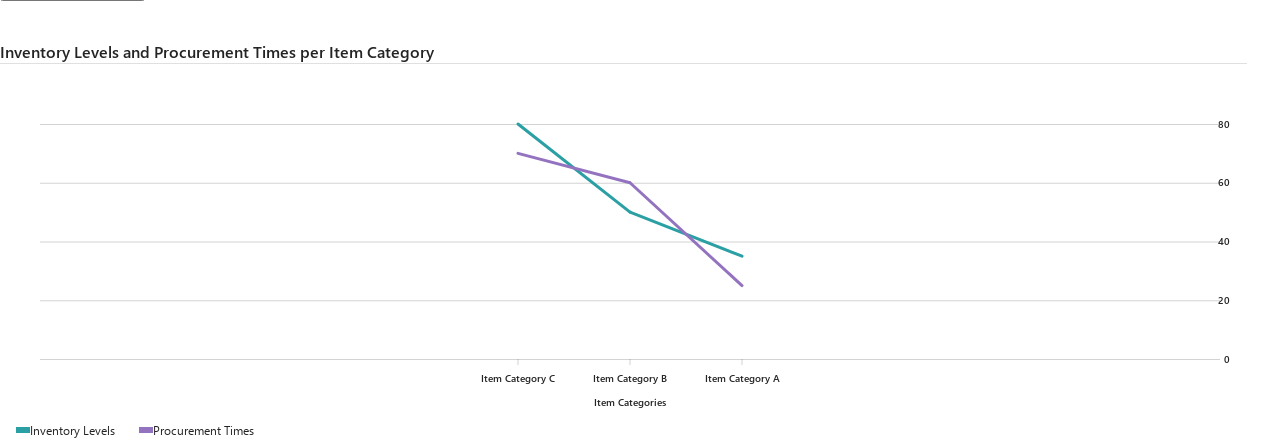 Inventory Levels and Procurement Times per Item Category
80
60
40
20
0
Item Category C
Item Category B
Item Category A
Item Categories
Inventory Levels
Procurement Times